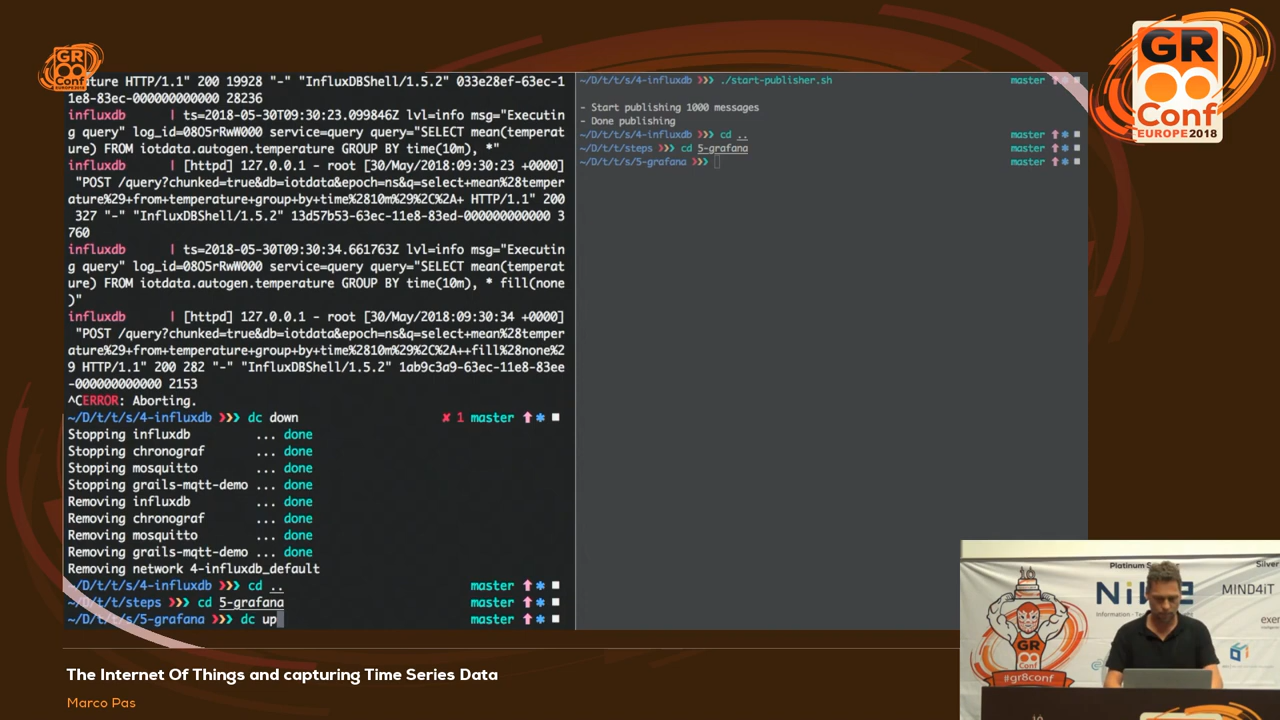 GR
Conf
EUROPE2018
ature HTTP/1.1" 200 19928 "-" "InfluxDBShell/1.5.2" 033e28ef-63ec-1
1e8-83ec-000000000000 28236
influxdb | ts=2018-05-30T09:30:23.099846Z lvl=info msg="Executin
g query" log_id=08O5rRwW000 service=query query="SELECT mean(temperat
ure) FROM iotdata.autogen.temperature GROUP BY time(10m), *"
influxdb | [httpd] 127.0.0.1 - root [30/May/2018:09:30:23 +0000]
"POST /query?chunked=true&db=iotdata&epoch=ns&q=select+mean%28temper
ature%29+from+temperature+group+by+time%2810m%29%2C%2A+ HTTP/1.1" 200
327 "-" "InfluxDBShell/1.5.2" 13d57b53-63ec-11e8-83ed-000000000000 3
760
influxdb | ts=2018-05-30T09:30:34.661763Z lvl=info msg="Executin
g query" log_id=08O5rRwW000 service=query query="SELECT mean(temperat
ure) FROM iotdata.autogen.temperature GROUP BY time(10m), * fill(none
)"
influxdb | [httpd] 127.0.0.1 - root [30/May/2018:09:30:34 +0000]
"POST /query?chunked=true&db=iotdata&epoch=ns&q=select+mean%28temper
ature%29+from+temperature+group+by+time%2810m%29%2C%2A++fill%28none%2
9 HTTP/1.1" 200 282 "-" "InfluxDBShell/1.5.2" 1ab9c3a9-63ec-11e8-83ee
-000000000000 2153
^CERROR: Aborting.
~/D/t/t/s/4-influxdb ❯❯❯ dc down ✘ 1 master ⬆ ✱ ◼
Stopping influxdb ... done
Stopping chronograf ... done
Stopping mosquitto ... done
Stopping grails-mqtt-demo ... done
Removing influxdb ... done
Removing chronograf ... done
Removing mosquitto ... done
Removing grails-mqtt-demo ... done
Removing network 4-influxdb_default
~/D/t/t/s/4-influxdb ❯❯❯ cd .. master ⬆ ✱ ◼
~/D/t/t/steps ❯❯❯ cd 5-grafana master ⬆ ✱ ◼
~/D/t/t/s/5-grafana ❯❯❯ dc up master ⬆ ✱ ◼
~/D/t/t/s/4-influxdb ❯❯❯ ./start-publisher.sh master ⬆ ✱ ◼
- Start publishing 1000 messages
- Done publishing
~/D/t/t/s/4-influxdb ❯❯❯ cd .. master ⬆ ✱ ◼
~/D/t/t/steps ❯❯❯ cd 5-grafana master ⬆ ✱ ◼
~/D/t/t/s/5-grafana ❯❯❯ master ⬆ ✱ ◼
GR
Conf
EUROPE2018
Platinum
Silver
MIND4IT
GR
Conf
#gr8conf
The Internet Of Things and capturing Time Series Data
Marco Pas